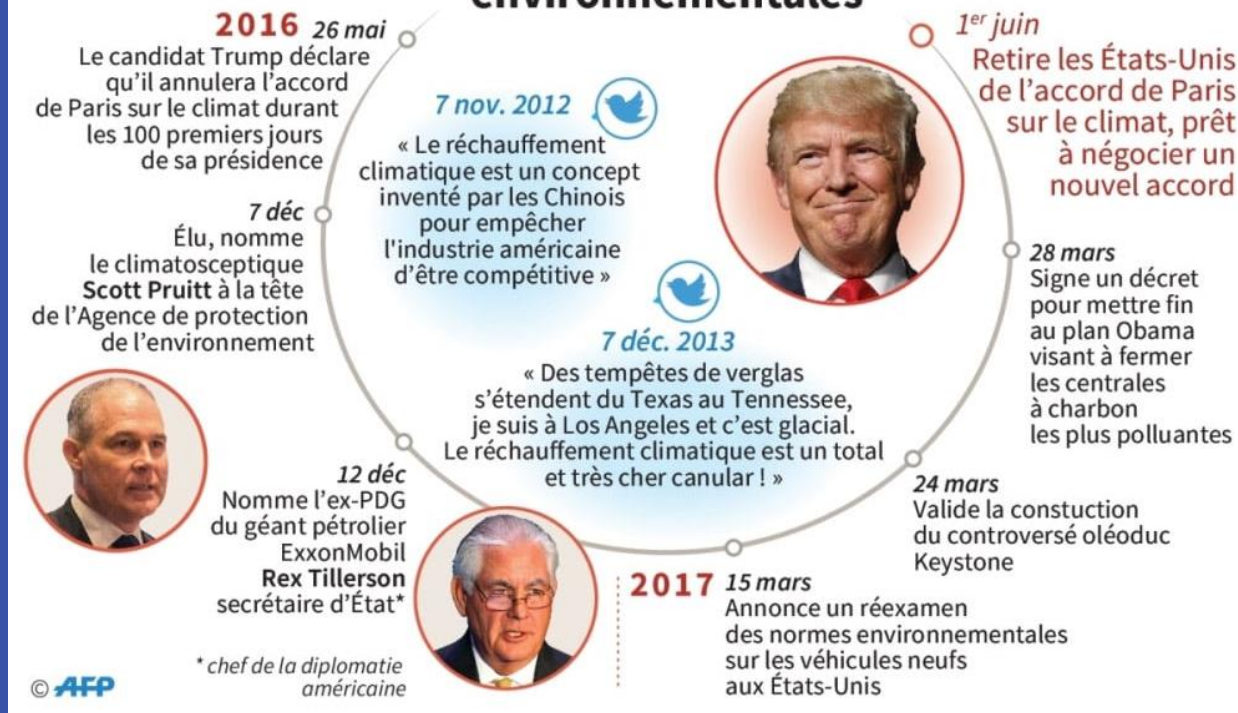 environnementales
2016 26 mai
Le candidat Trump déclare
qu'il annulera l'accord
de Paris sur le climat durant
les 100 premiers jours
de sa présidence
7 déc
Élu, nomme
le climatosceptique
Scott Pruitt à la tête
de l'Agence de protection
de l'environnement
12 déc
Nomme l'ex-PDG
du géant pétrolier
ExxonMobil
Rex Tillerson
secrétaire d'État*
* chef de la diplomatie
américaine
7 nov. 2012
« Le réchauffement
climatique est un concept
inventé par les Chinois
pour empêcher
l'industrie américaine
d'être compétitive »
7 déc. 2013
« Des tempêtes de verglas
s'étendent du Texas au Tennessee,
je suis à Los Angeles et c'est glacial.
Le réchauffement climatique est un total
et très cher canular ! »
2017 15 mars
Annonce un réexamen
des normes environnementales
sur les véhicules neufs
aux États-Unis
24 mars
Valide la constuction
du controversé oléoduc
Keystone
28 mars
Signe un décret
pour mettre fin
au plan Obama
visant à fermer
les centrales
à charbon
les plus polluantes
1er juin
Retire les États-Unis
de l'accord de Paris
sur le climat, prêt
à négocier un
nouvel accord
© AFP